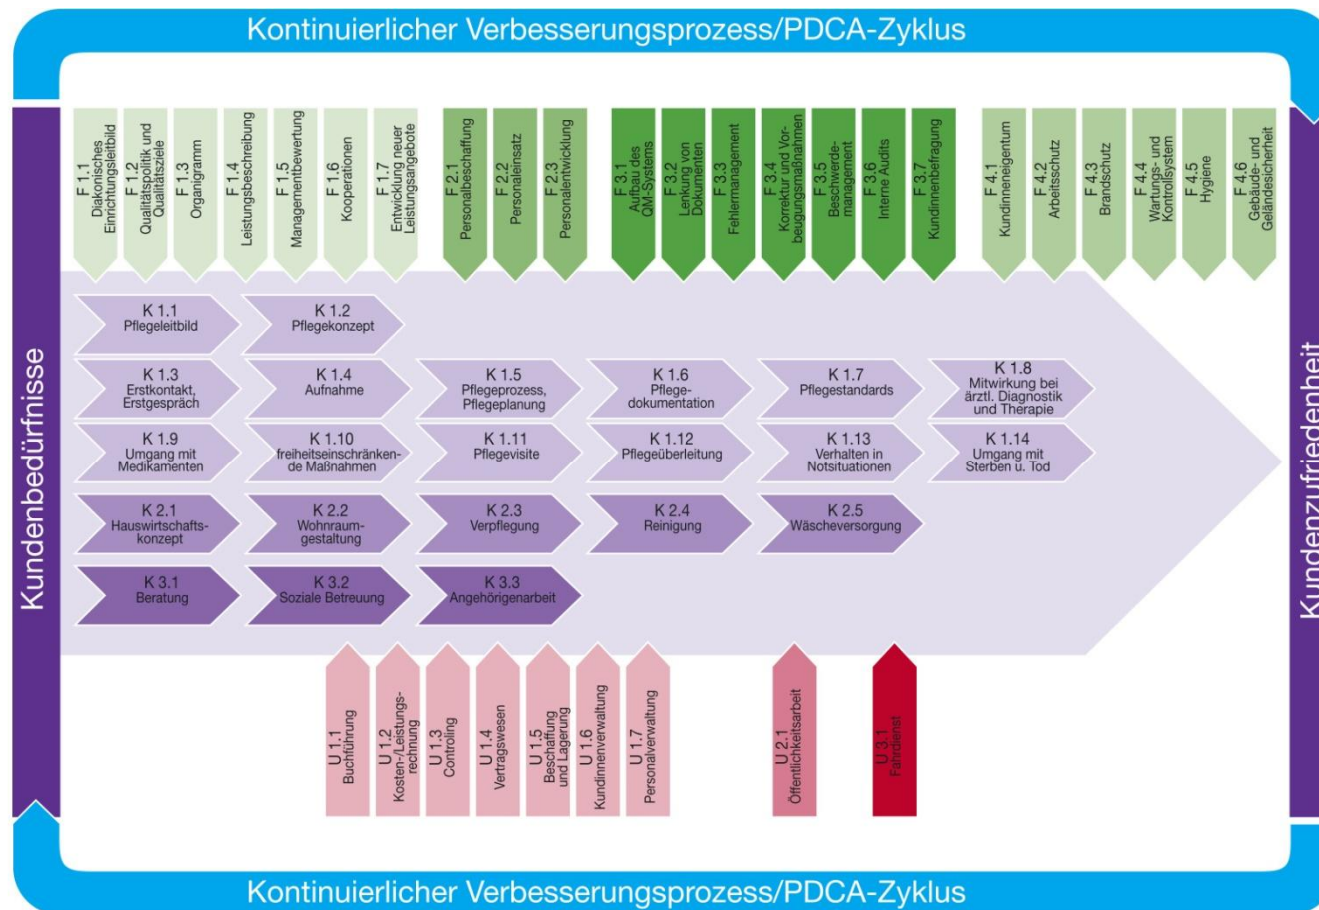 Kontinuierlicher Verbesserungsprozess/PDCA-Zyklus
Kundenbedürfnisse
F 1.1
Diakonisches
Einrichtungsleitbild
F 1.2
Qualitätspolitik und
Qualitätsziele
F 1.3
Organigramm
F 1.4
Leistungsbeschreibung
F 1.5
Managementbewertung
F 1.6
Kooperationen
F 1.7
Entwicklung neuer
Leistungsangebote
F 2.1
Personalbeschaffung
F 2.2
Personaleinsatz
F 2.3
Personalentwicklung
F 3.1
Aufbau des
QM-Systems
F 3.2
Lenkung von
Dokumenten
F 3.3
Fehlermanagement
F 3.4
Korrektur und Vor-
beugungsmaßnahmen
F 3.5
Beschwerde-
management
F 3.6
Interne Audits
F 3.7
Kundinnenbefragung
F 4.1
Kundinneneigentum
F 4.2
Arbeitsschutz
F 4.3
Brandschutz
F 4.4
Wartungs- und
Kontrollsystem
F 4.5
Hygiene
F 4.6
Gebäude- und
Geländesicherheit
K 1.1
Pflegeleitbild
K 1.2
Pflegekonzept
K 1.3
Erstkontakt,
Erstgespräch
K 1.4
Aufnahme
K 1.5
Pflegeprozess,
Pflegeplanung
K 1.6
Pflege-
dokumentation
K 1.7
Pflegestandards
K 1.8
Mitwirkung bei
ärztl. Diagnostik
und Therapie
K 1.9
Umgang mit
Medikamenten
K 1.10
freiheitseinschränken-
de Maßnahmen
K 1.11
Pflegevisite
K 1.12
Pflegeüberleitung
K 1.13
Verhalten in
Notsituationen
K 1.14
Umgang mit
Sterben u. Tod
K 2.1
Hauswirtschafts-
konzept
K 2.2
Wohnraum-
gestaltung
K 2.3
Verpflegung
K 2.4
Reinigung
K 2.5
Wäscheversorgung
K 3.1
Beratung
K 3.2
Soziale Betreuung
K 3.3
Angehörigenarbeit
U 1.1
Buchführung
U 1.2
Kosten-/Leistungs-
rechnung
U 1.3
Controling
U 1.4
Vertragswesen
U 1.5
Beschaffung
und Lagerung
U 1.6
Kundinnenverwaltung
U 1.7
Personalverwaltung
U 2.1
Öffentlichkeitsarbeit
U 3.1
Fahrdienst
Kundenzufriedenheit
Kontinuierlicher Verbesserungsprozess/PDCA-Zyklus